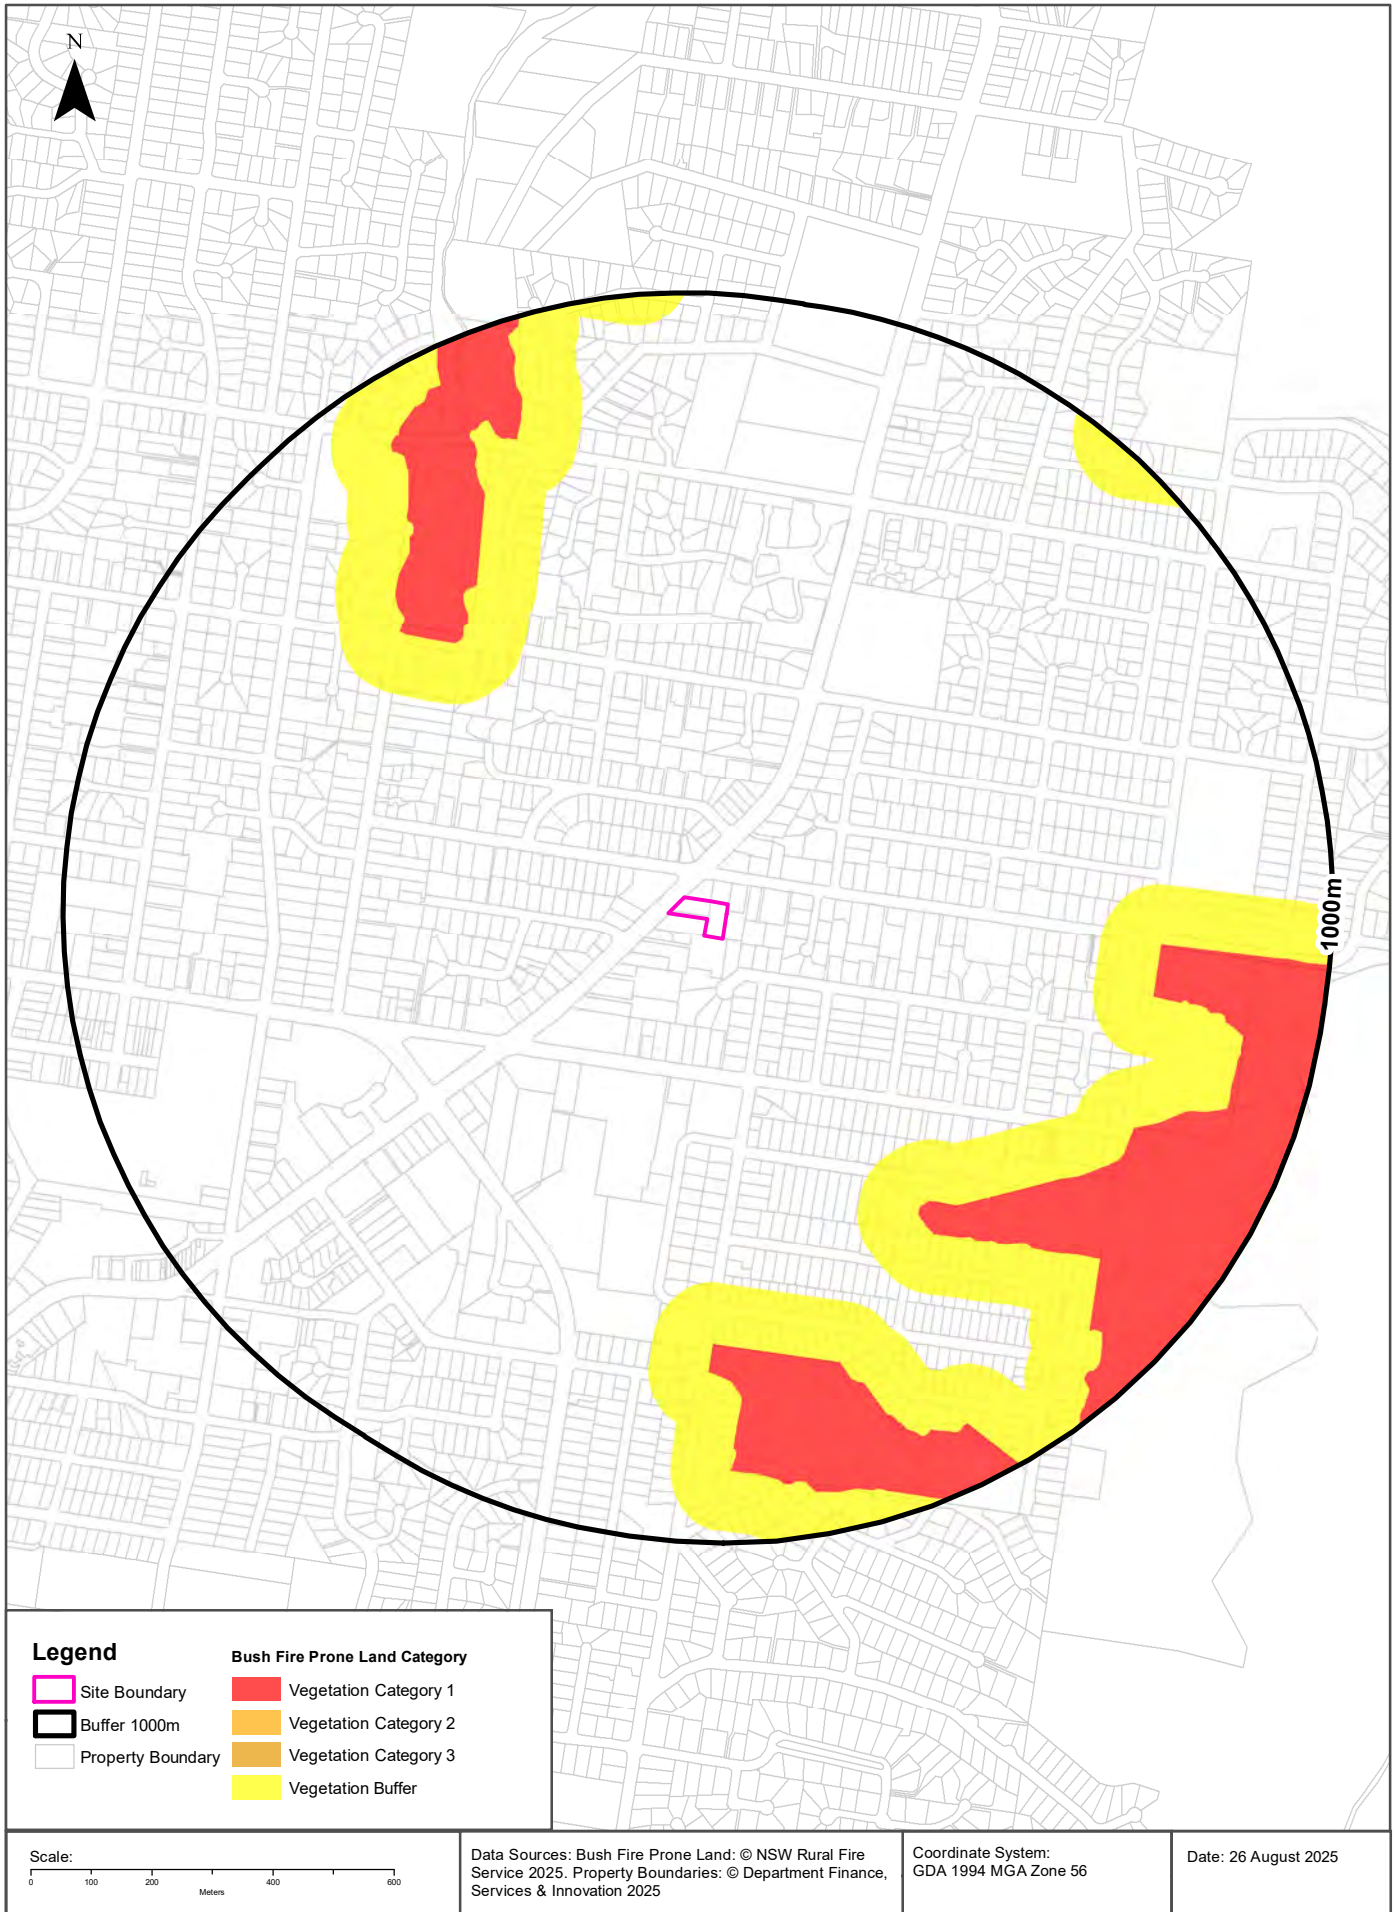 N
1000m
Legend
Site Boundary
Buffer 1000m
Property Boundary
Bush Fire Prone Land Category
Vegetation Category 1
Vegetation Category 2
Vegetation Category 3
Vegetation Buffer
Scale:
0 100 200 400 600
Meters
Data Sources: Bush Fire Prone Land: © NSW Rural Fire
Service 2025. Property Boundaries: © Department Finance,
Services & Innovation 2025
Coordinate System:
GDA 1994 MGA Zone 56
Date: 26 August 2025